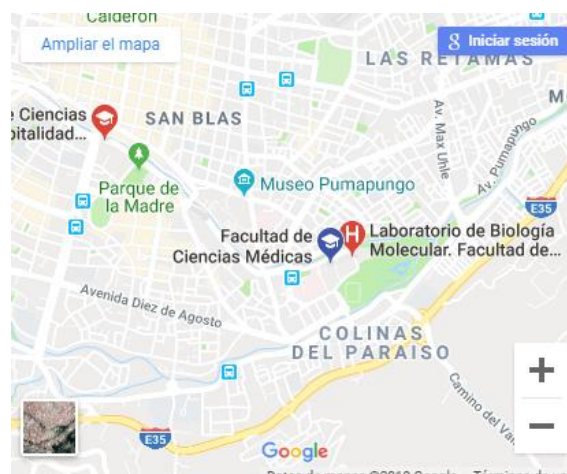 Calderón
Ampliar el mapa
Iniciar sesión
LAS RETAMAS
e Ciencias
pitalidad...
SAN BLAS
M
Av. Max Uhle
Av. Pumapungo
Parque de
la Madre
Museo Pumapungo
E35
Facultad de
Ciencias Médicas
H
Laboratorio de Biología
Molecular. Facultad de...
Avenida Diez de Agosto
COLINAS
DEL PARAISO
Camino del Va
E35
Google